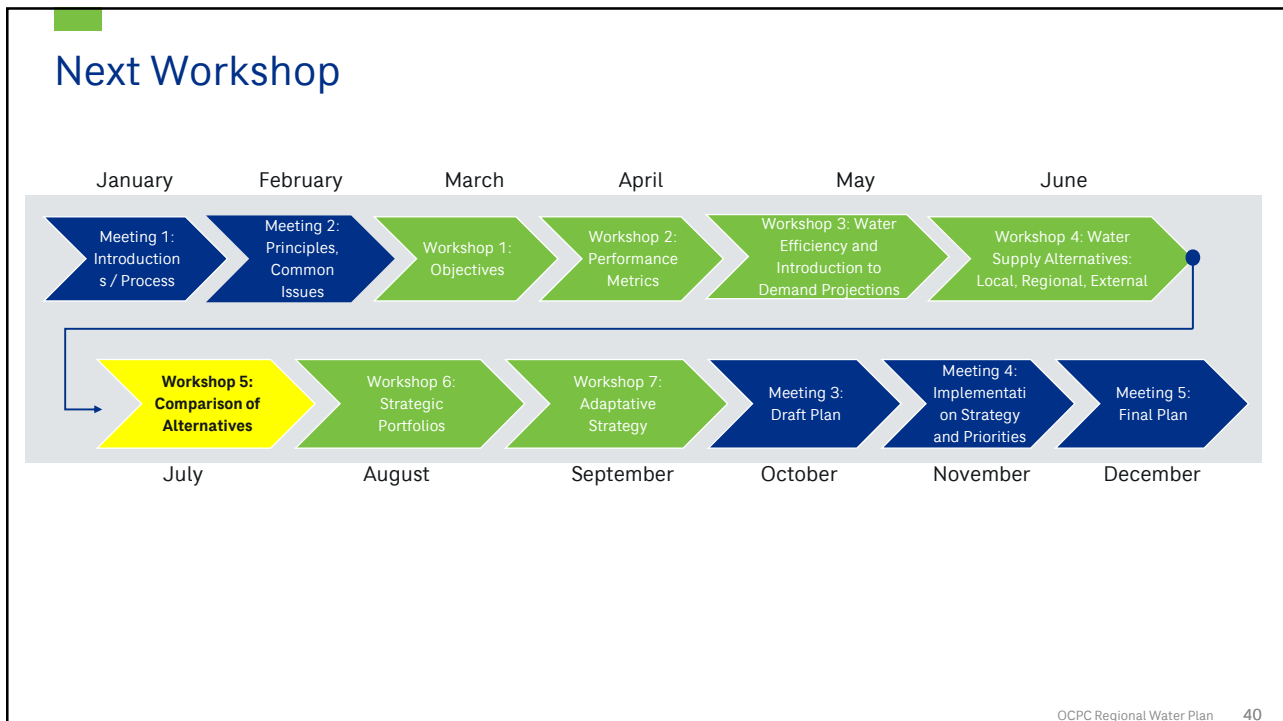 Next Workshop
January
February
March
April
May
June
Meeting 1:
Introduction
s / Process
Meeting 2:
Principles,
Common
Issues
Workshop 1:
Objectives
Workshop 2:
Performance
Metrics
Workshop 3: Water
Efficiency and
Introduction to
Demand Projections
Workshop 4: Water
Supply Alternatives:
Local, Regional, External
Workshop 5:
Comparison of
Alternatives
Workshop 6:
Strategic
Portfolios
Workshop 7:
Adaptative
Strategy
Meeting 3:
Draft Plan
Meeting 4:
Implementati
on Strategy
and Priorities
Meeting 5:
Final Plan
July
August
September
October
November
December
OCPC Regional Water Plan 40